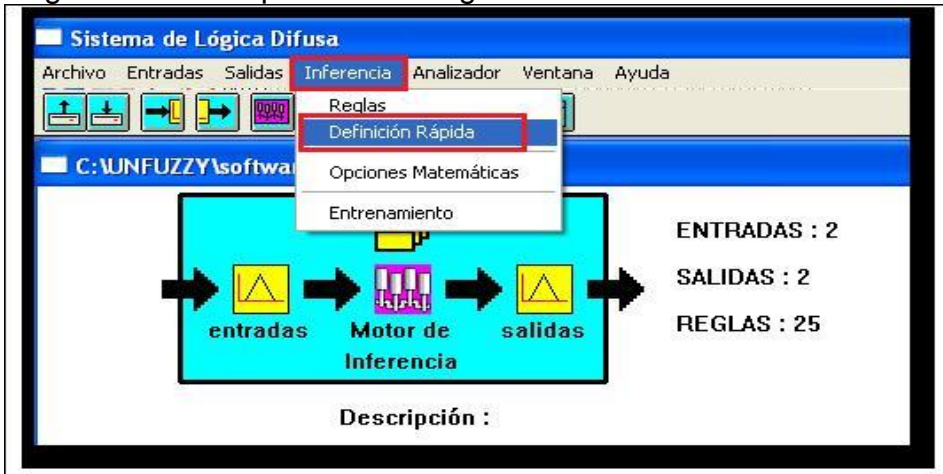 Sistema de Lógica Difusa
Archivo Entradas Salidas Inferencia Analizador Ventana Ayuda
Reglas
Definición Rápida
C:\UNFUZZY\softwa
Opciones Matemáticas
Entrenamiento
ENTRADAS : 2
SALIDAS : 2
REGLAS : 25
entradas Motor de salidas
Inferencia
Descripción :